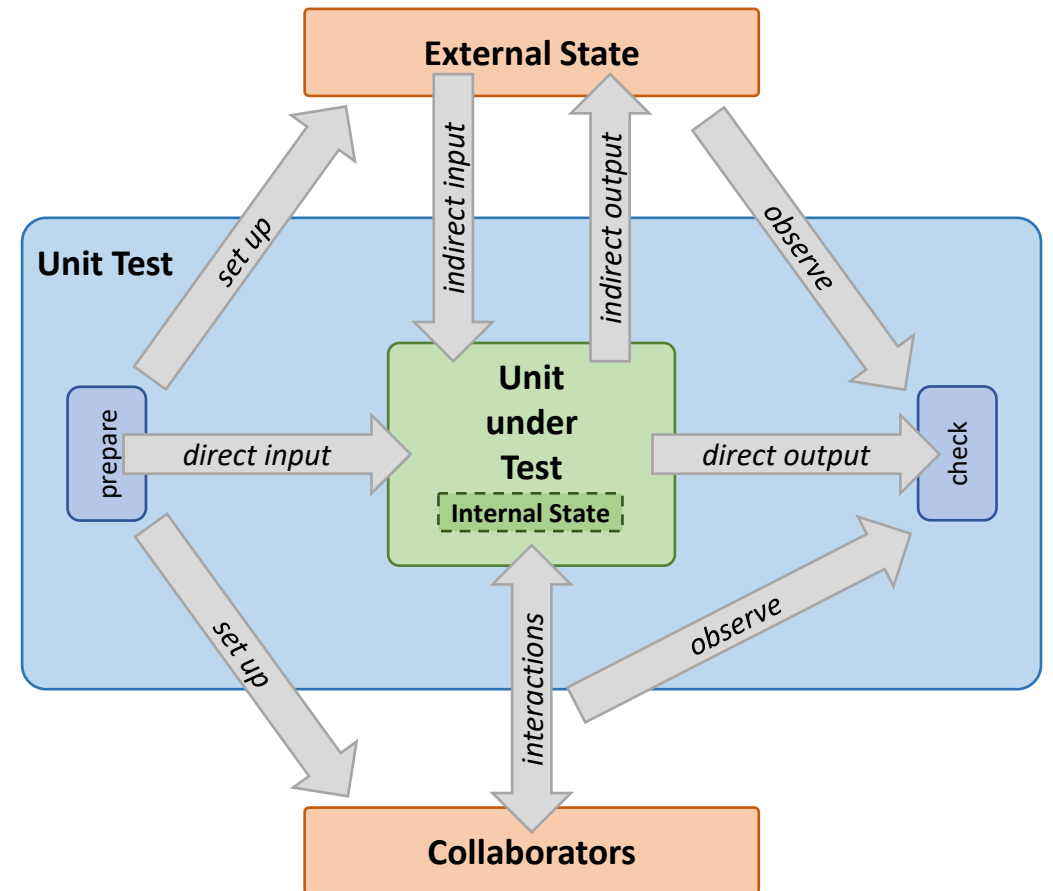 External State
indirect input
indirect output
set up
observe
Unit Test
Unit
under
Test
prepare
direct input
direct output
check
Internal State
set up
interactions
observe
Collaborators